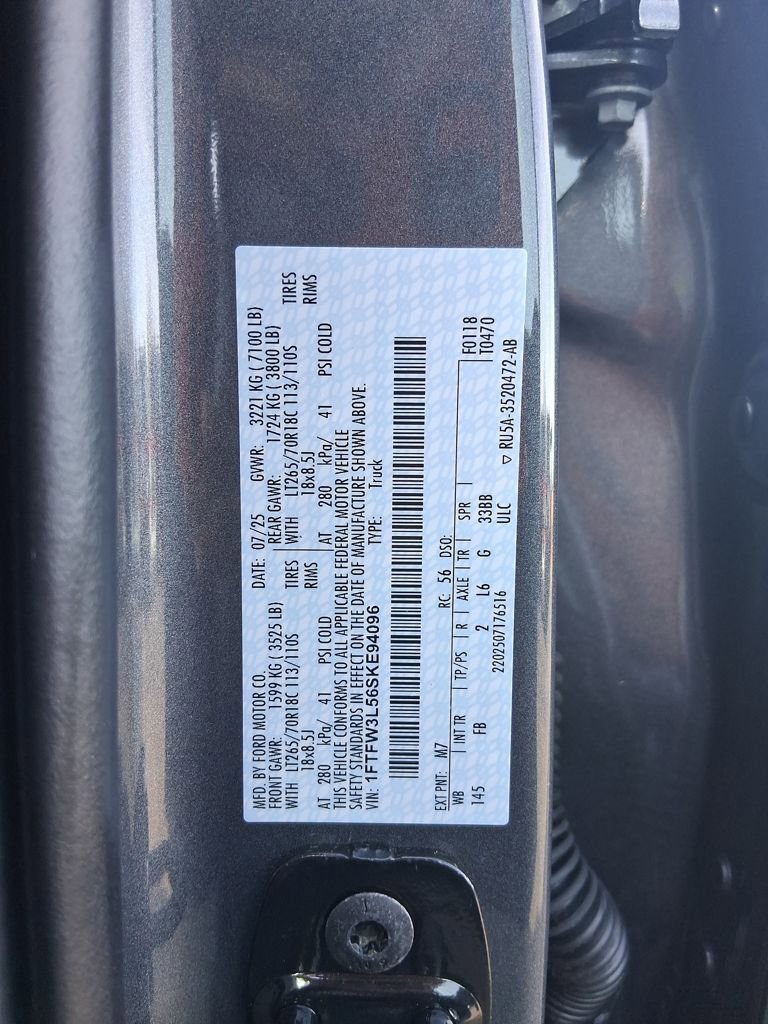 MFD. BY FORD MOTOR CO. DATE: 07/25 GVWR: 3221 KG ( 7100 LB)
FRONT GAWR: 1599 KG ( 3525 LB) REAR GAWR: 1724 KG ( 3800 LB)
WITH LT265/70R18C 113/110S TIRES WITH LT265/70R18C 113/110S TIRES
18x8.5J RIMS 18x8.5J RIMS
AT 280 kPa/ 41 PSI COLD AT 280 kPa/ 41 PSI COLD
THIS VEHICLE CONFORMS TO ALL APPLICABLE FEDERAL MOTOR VEHICLE
SAFETY STANDARDS IN EFFECT ON THE DATE OF MANUFACTURE SHOWN ABOVE.
VIN: 1FTFW3L56SKE94096 TYPE: Truck
EXT PNT: M7 RC: 56 DSO: F0118
WB | INT TR | TP/PS | R | AXLE | TR | SPR | T0470
145 FB 2 L6 G 33BB
2202507176516 ULC ▽ RU5A-3520472-AB